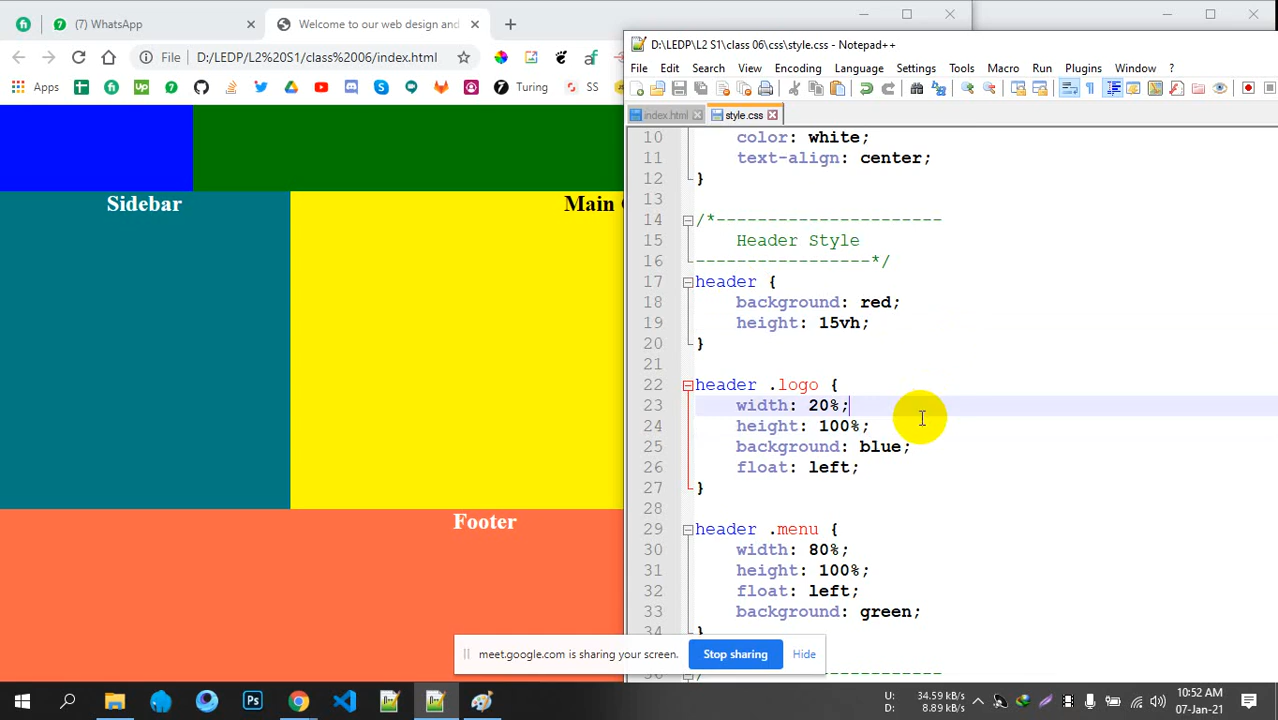 (7) WhatsApp
Welcome to our web design and
File
D:/LEDP/L2%20S1/class%2006/index.html
Apps
Turing
SS
Sidebar
Main
Footer
D:\LEDP\L2 S1\class 06\css\style.css - Notepad++
File Edit Search View Encoding Language Settings Tools Macro Run Plugins Window ?
index.html
style.css
10 color: white;
11 text-align: center;
12 }
13
14 /*----------------------
15 Header Style
16 -----------------*/
17 header {
18 background: red;
19 height: 15vh;
20 }
21
22 header .logo {
23 width: 20%;
24 height: 100%;
25 background: blue;
26 float: left;
27 }
28
29 header .menu {
30 width: 80%;
31 height: 100%;
32 float: left;
33 background: green;
34 }
meet.google.com is sharing your screen.
Stop sharing
Hide
U: 34.59 kB/s
D: 8.89 kB/s
10:52 AM
07-Jan-21